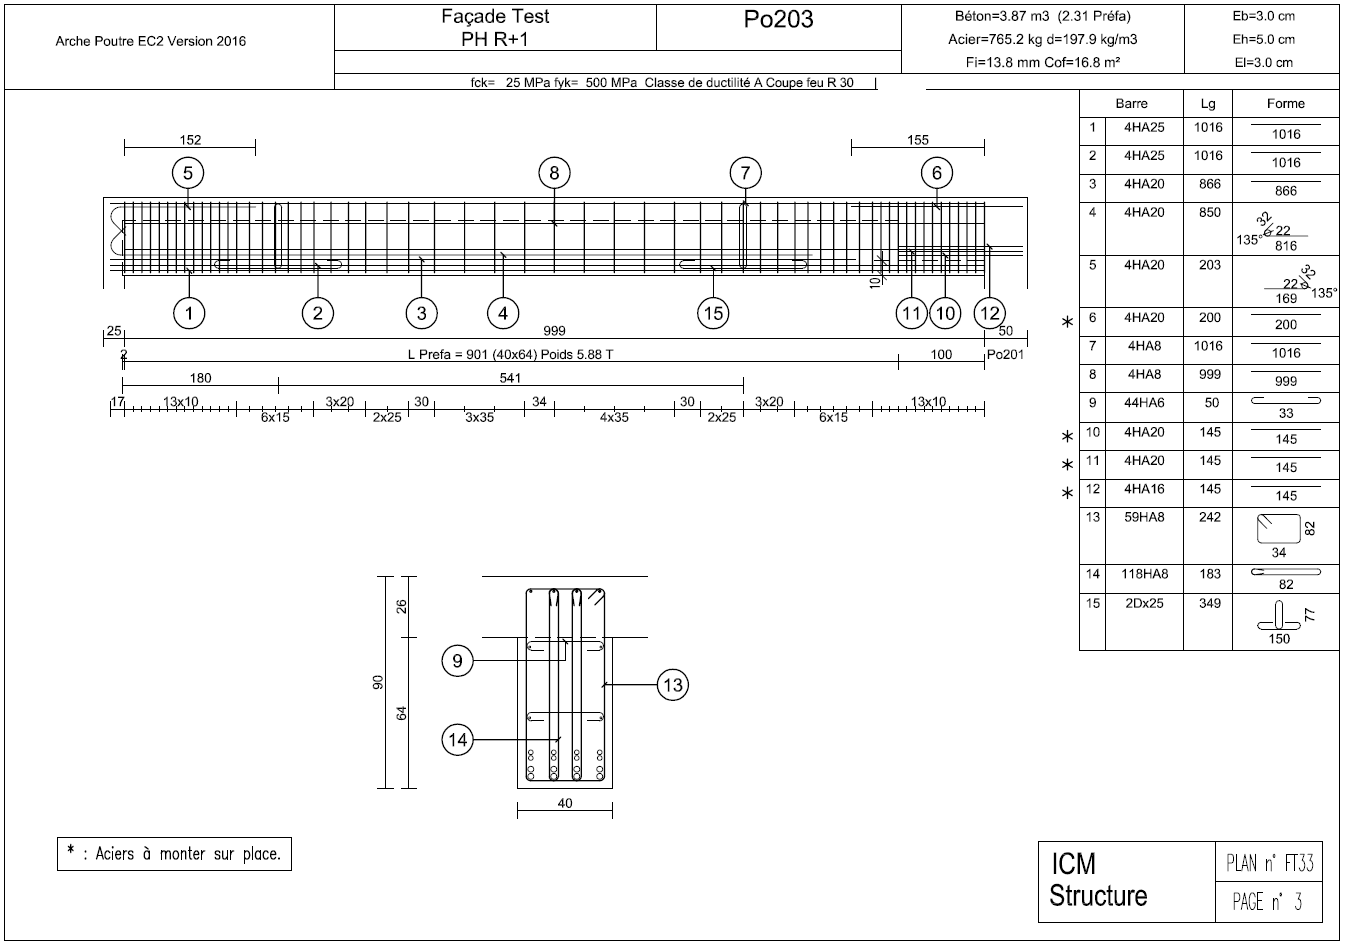 Arche Poutre EC2 Version 2016
Façade Test
PH R+1
Po203
Béton=3.87 m3 (2.31 Préfa)
Acier=765.2 kg d=197.9 kg/m3
Fi=13.8 mm Cof=16.8 m²
Eb=3.0 cm
Eh=5.0 cm
El=3.0 cm
fck= 25 MPa fyk= 500 MPa Classe de ductilité A Coupe feu R 30
Barre Lg Forme
1 4HA25 1016 1016
2 4HA25 1016 1016
3 4HA20 866 866
4 4HA20 850 135° 32 22 816
5 4HA20 203 22 169 32 135°
* 6 4HA20 200 200
7 4HA8 1016 1016
8 4HA8 999 999
9 44HA6 50 33
* 10 4HA20 145 145
* 11 4HA20 145 145
* 12 4HA16 145 145
13 59HA8 242 34 82
14 118HA8 183 82
15 2Dx25 349 150 77
152 155
5 8 7 6
10
1 2 3 4 15 11 10 12
25 999 50
2 L Prefa = 901 (40x64) Poids 5.88 T 100 Po201
180 541
17 13x10 6x15 3x20 2x25 30 3x35 34 4x35 30 2x25 3x20 6x15 13x10
26
90
64
9
13
14
40
* : Aciers à monter sur place.
ICM
Structure
PLAN n° FT33
PAGE n° 3